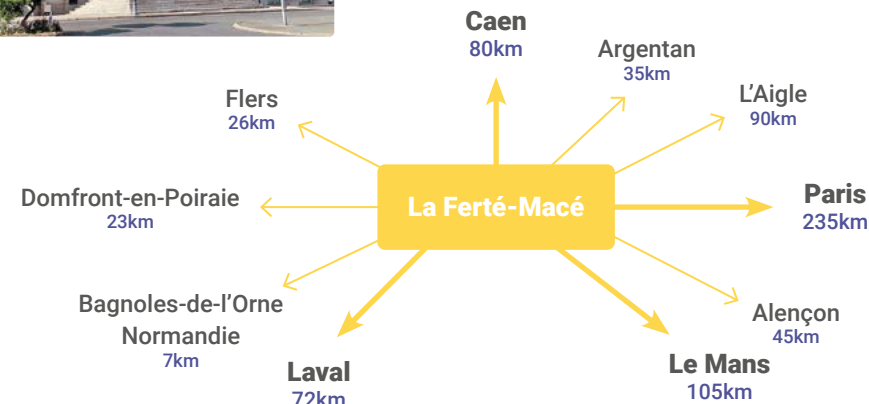 Caen
80km
Argentan
35km
L'Aigle
90km
Flers
26km
Domfront-en-Poiraie
23km
La Ferté-Macé
Paris
235km
Bagnoles-de-l'Orne
Normandie
7km
Alençon
45km
Laval
72km
Le Mans
105km